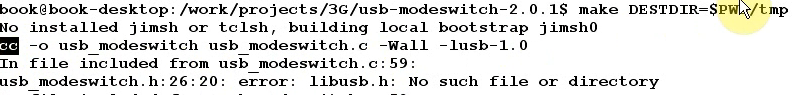 book@book-desktop:/work/projects/3G/usb-modeswitch-2.0.1$ make DESTDIR=$PWD/tmp
No installed jimsh or tclsh, building local bootstrap jimsh0
cc -o usb_modeswitch usb_modeswitch.c -Wall -lusb-1.0
In file included from usb_modeswitch.c:59:
usb_modeswitch.h:26:20: error: libusb.h: No such file or directory